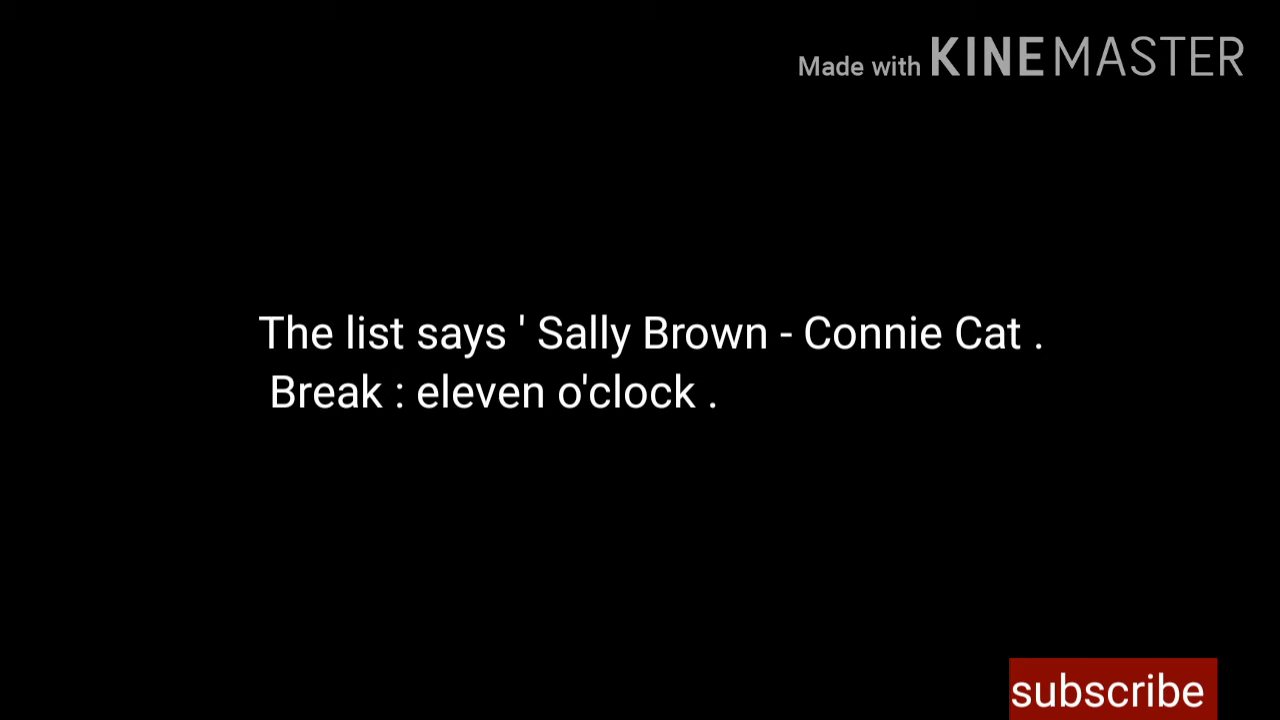 Made with KINEMASTER
The list says ' Sally Brown - Connie Cat .
Break : eleven o'clock .
subscribe